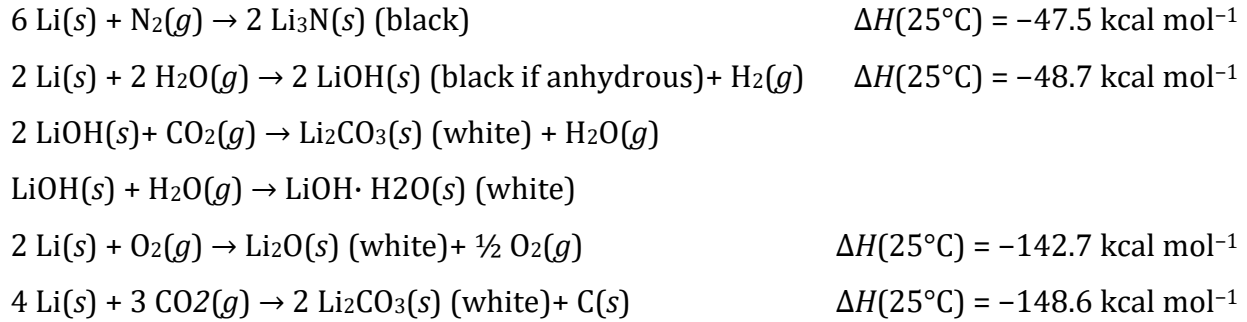 6 Li(s) + N₂(g) → 2 Li₃N(s) (black) ΔH(25°C) = −47.5 kcal mol⁻¹
2 Li(s) + 2 H₂O(g) → 2 LiOH(s) (black if anhydrous)+ H₂(g) ΔH(25°C) = −48.7 kcal mol⁻¹
2 LiOH(s)+ CO₂(g) → Li₂CO₃(s) (white) + H₂O(g)
LiOH(s) + H₂O(g) → LiOH· H2O(s) (white)
2 Li(s) + O₂(g) → Li₂O(s) (white)+ ½ O₂(g) ΔH(25°C) = −142.7 kcal mol⁻¹
4 Li(s) + 3 CO2(g) → 2 Li₂CO₃(s) (white)+ C(s) ΔH(25°C) = −148.6 kcal mol⁻¹